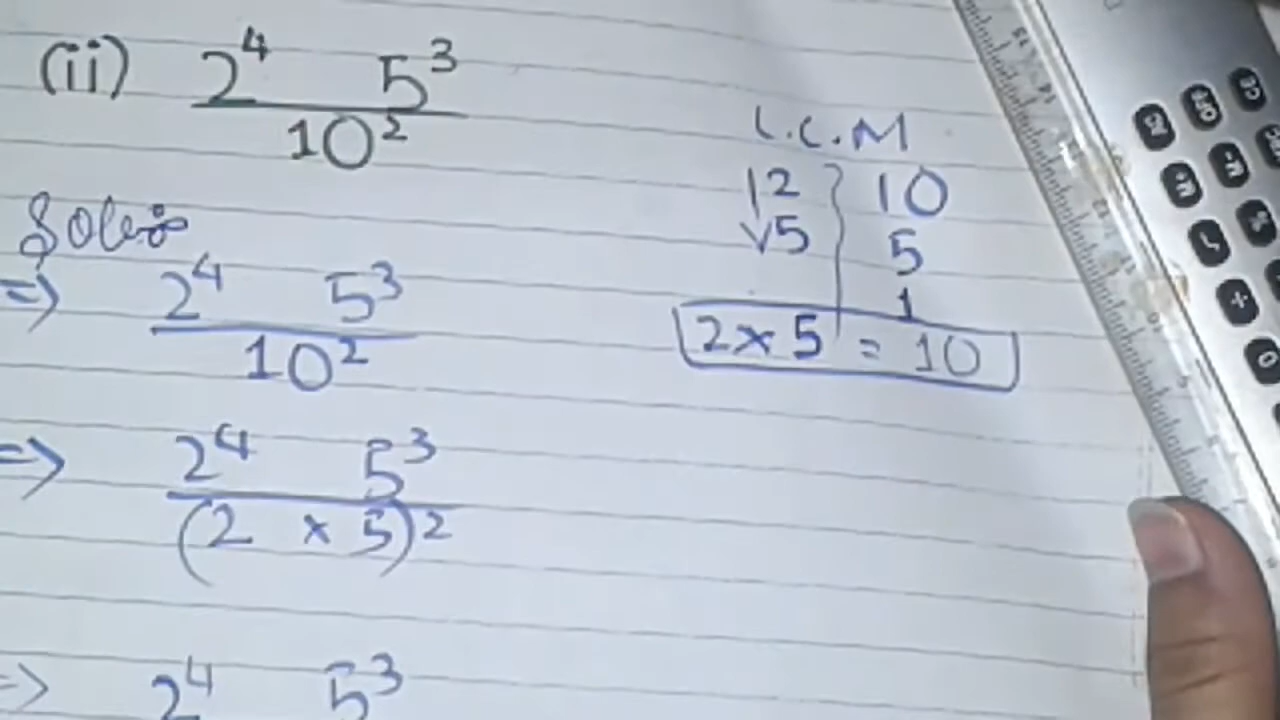 (ii) 2⁴ 5³
10²
Sol:-
=> 2⁴ 5³
10²
=> 2⁴ 5³
(2 × 5)²
=> 2⁴ 5³
L.C.M
2 | 10
5 | 5
1
2 × 5 = 10